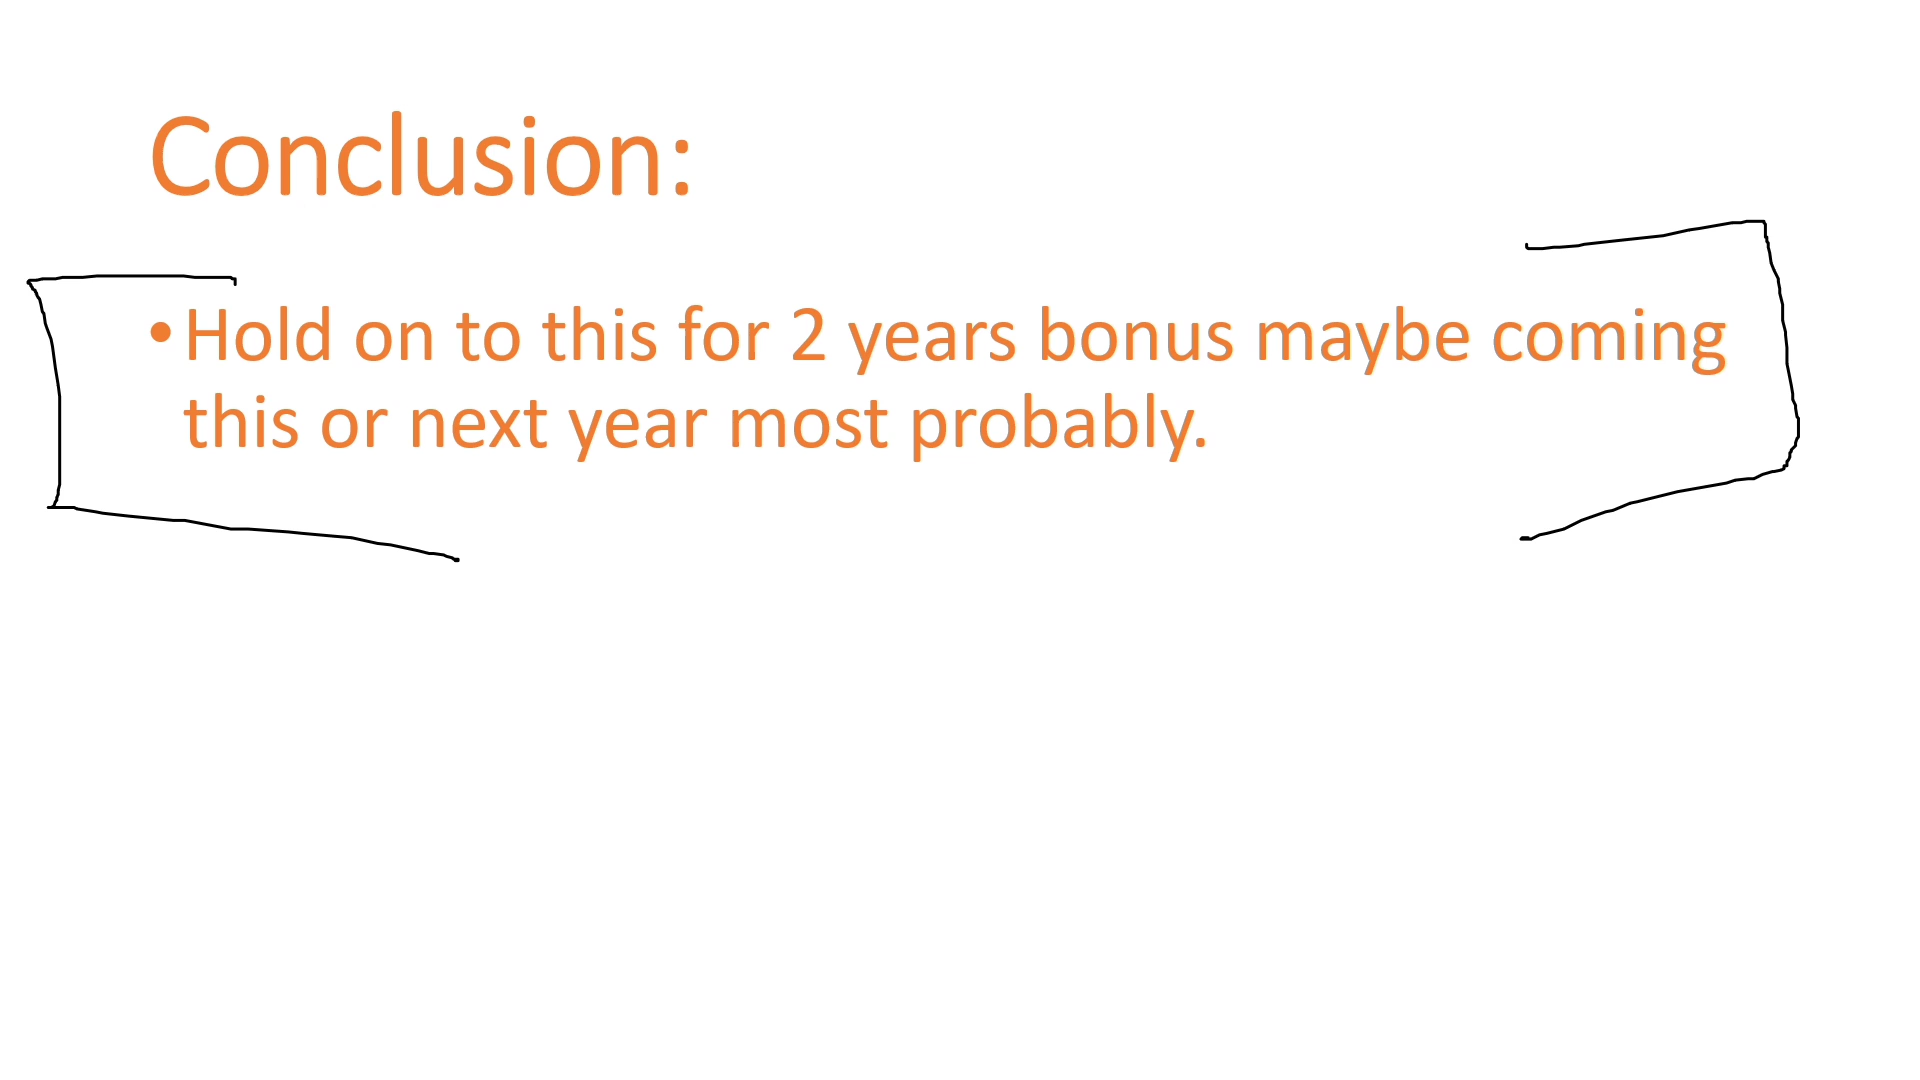 Conclusion:
•Hold on to this for 2 years bonus maybe coming
this or next year most probably.